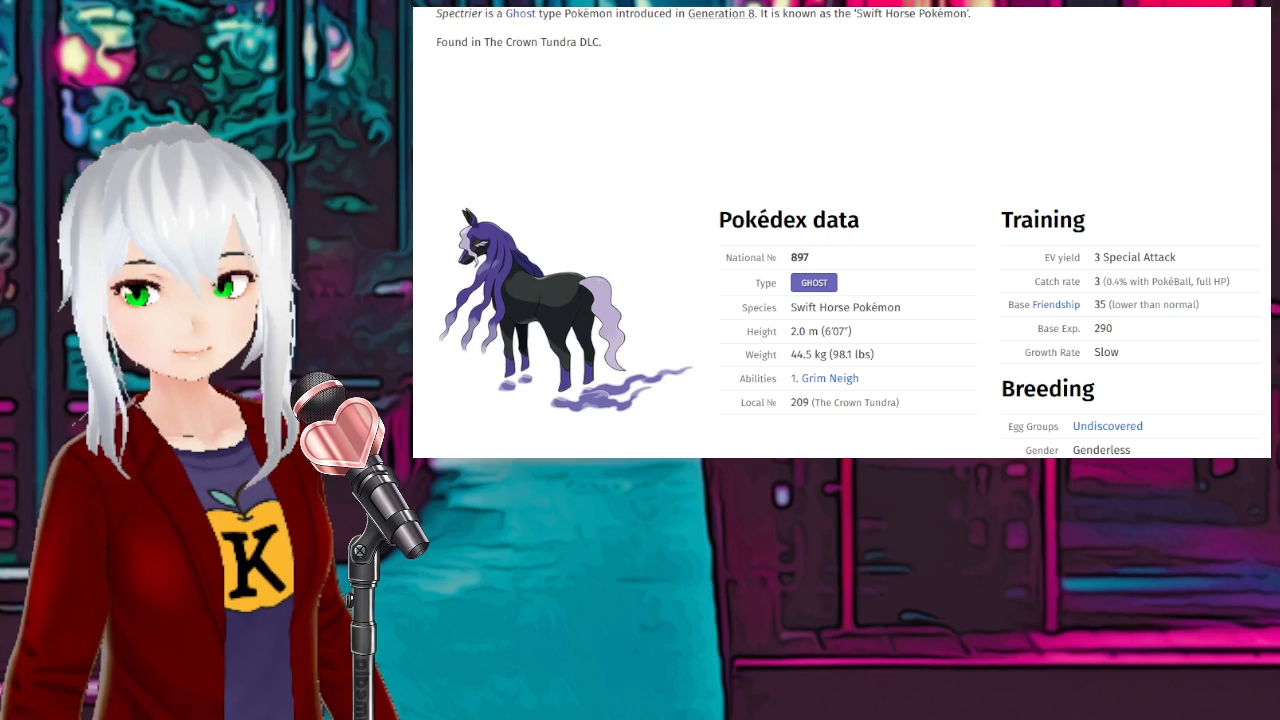 Spectrier is a Ghost type Pokémon introduced in Generation 8. It is known as the ‘Swift Horse Pokémon’.
Found in The Crown Tundra DLC.
Pokédex data
National № 897
Type GHOST
Species Swift Horse Pokémon
Height 2.0 m (6′07″)
Weight 44.5 kg (98.1 lbs)
Abilities 1. Grim Neigh
Local № 209 (The Crown Tundra)
Training
EV yield 3 Special Attack
Catch rate 3 (0.4% with PokéBall, full HP)
Base Friendship 35 (lower than normal)
Base Exp. 290
Growth Rate Slow
Breeding
Egg Groups Undiscovered
Gender Genderless
K